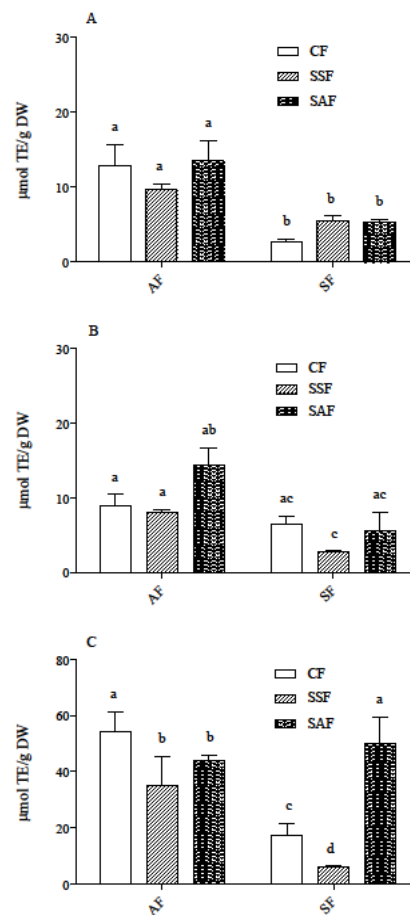 A
30
20
10
0
µmol TE/g DW
CF
SSF
SAF
a
a
a
b
b
b
AF
SF
B
30
20
10
0
µmol TE/g DW
CF
SSF
SAF
a
a
ab
ac
c
ac
AF
SF
C
80
60
40
20
0
µmol TE/g DW
CF
SSF
SAF
a
b
b
c
d
a
AF
SF